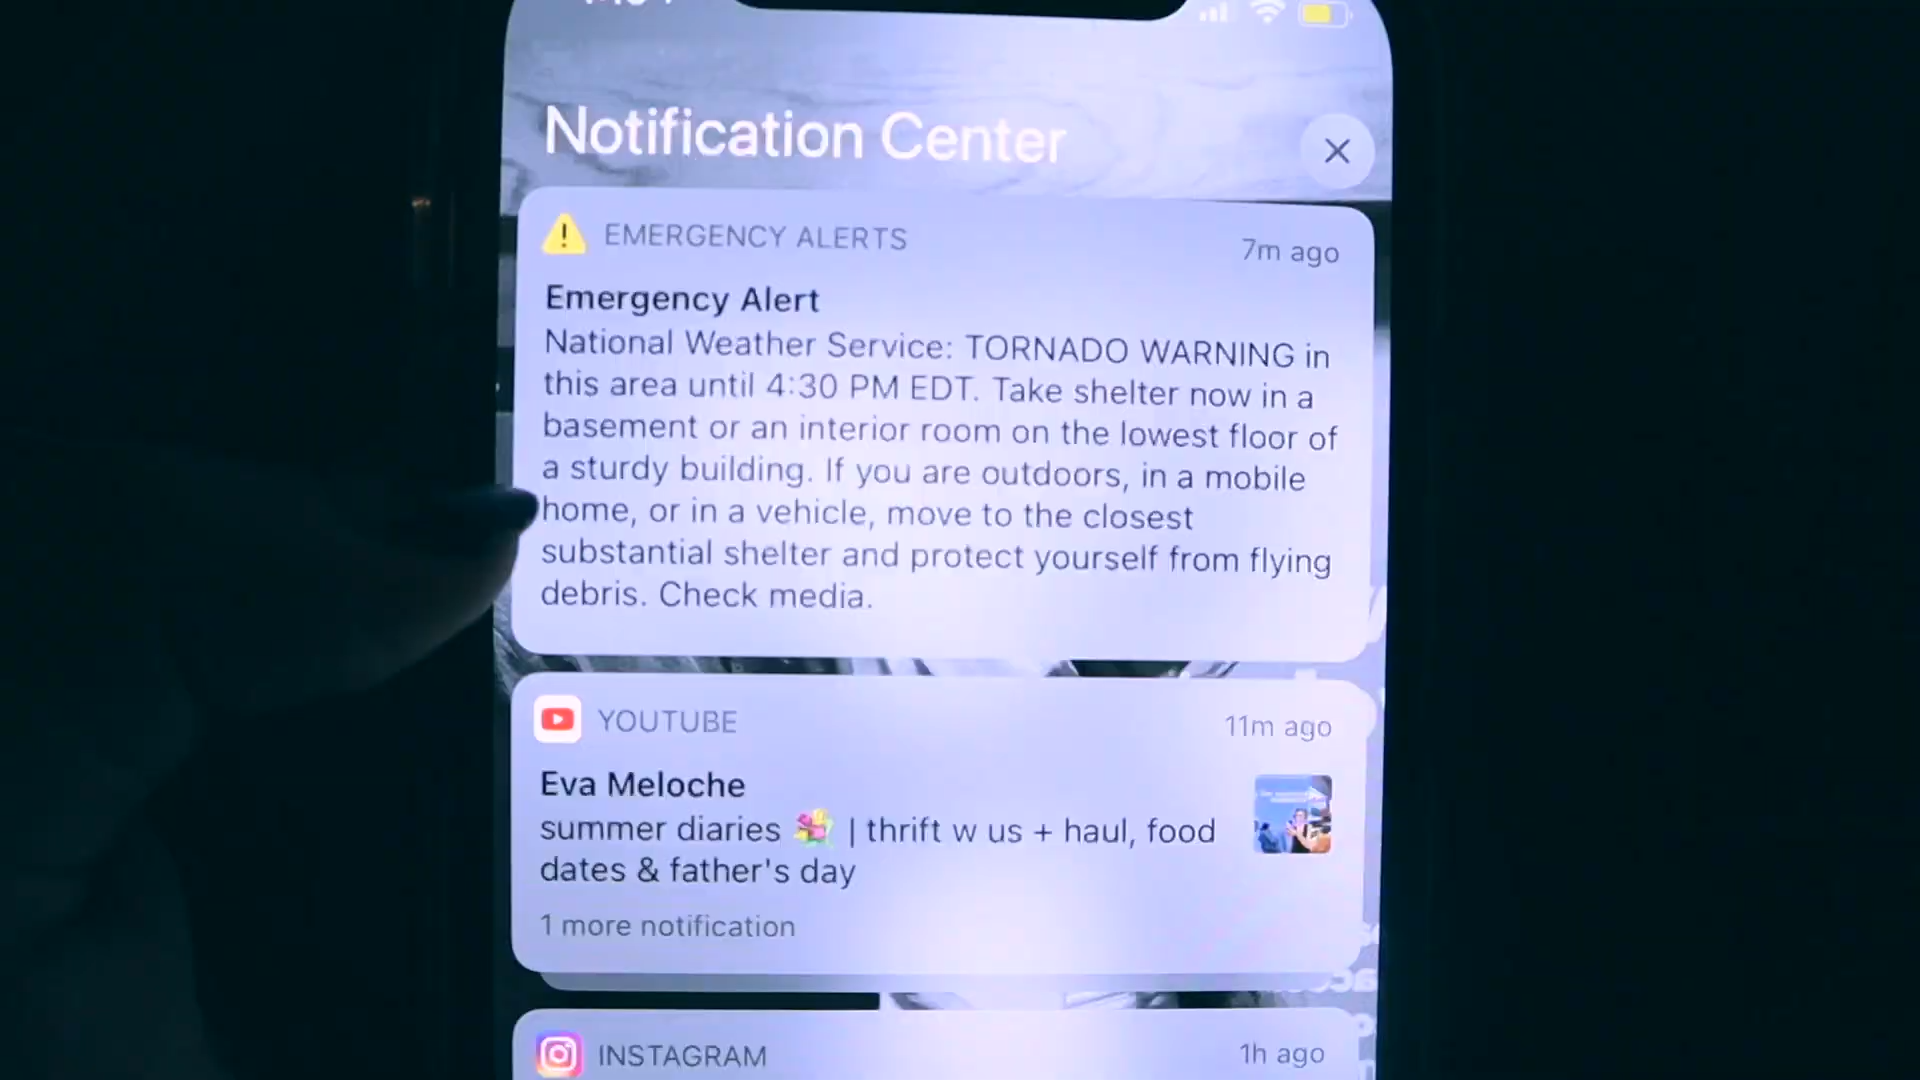 Notification Center
EMERGENCY ALERTS
7m ago
Emergency Alert
National Weather Service: TORNADO WARNING in
this area until 4:30 PM EDT. Take shelter now in a
basement or an interior room on the lowest floor of
a sturdy building. If you are outdoors, in a mobile
home, or in a vehicle, move to the closest
substantial shelter and protect yourself from flying
debris. Check media.
YOUTUBE
11m ago
Eva Meloche
summer diaries 💐 | thrift w us + haul, food
dates & father's day
1 more notification
INSTAGRAM
1h ago